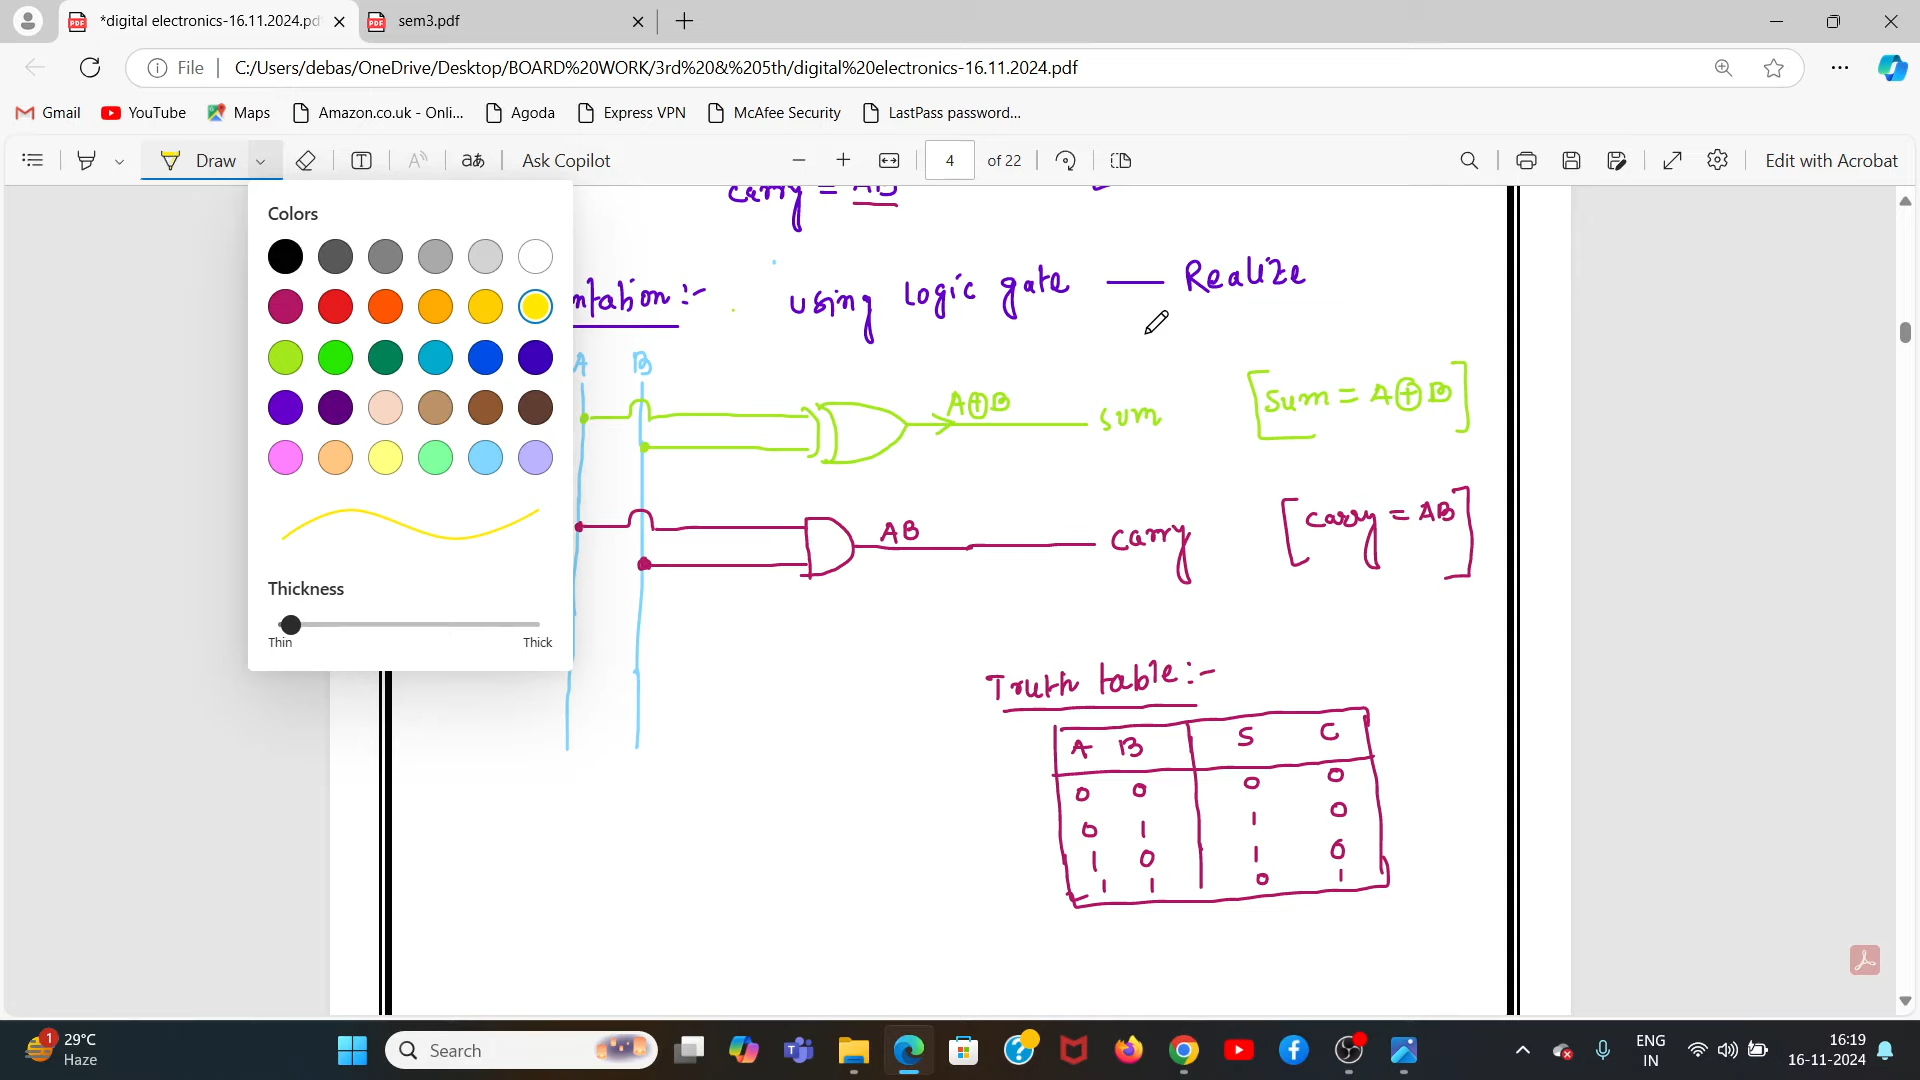 *digital electronics-16.11.2024.pd
sem3.pdf
File
C:/Users/debas/OneDrive/Desktop/BOARD%20WORK/3rd%20&%205th/digital%20electronics-16.11.2024.pdf
Gmail
YouTube
Maps
Amazon.co.uk - Onli...
Agoda
Express VPN
McAfee Security
LastPass password...
Draw
Ask Copilot
4 of 22
Edit with Acrobat
carry = AB
Colors
ntation :-
using Logic gate — Realize
A B
A⊕B
sum
[sum = A⊕B]
AB
carry
[carry = AB]
Thickness
Thin Thick
Truth table :-
A B S C
0 0 0 0
0 1 1 0
1 0 1 0
1 1 0 1
1
29°C
Haze
Search
ENG
IN
16:19
16-11-2024